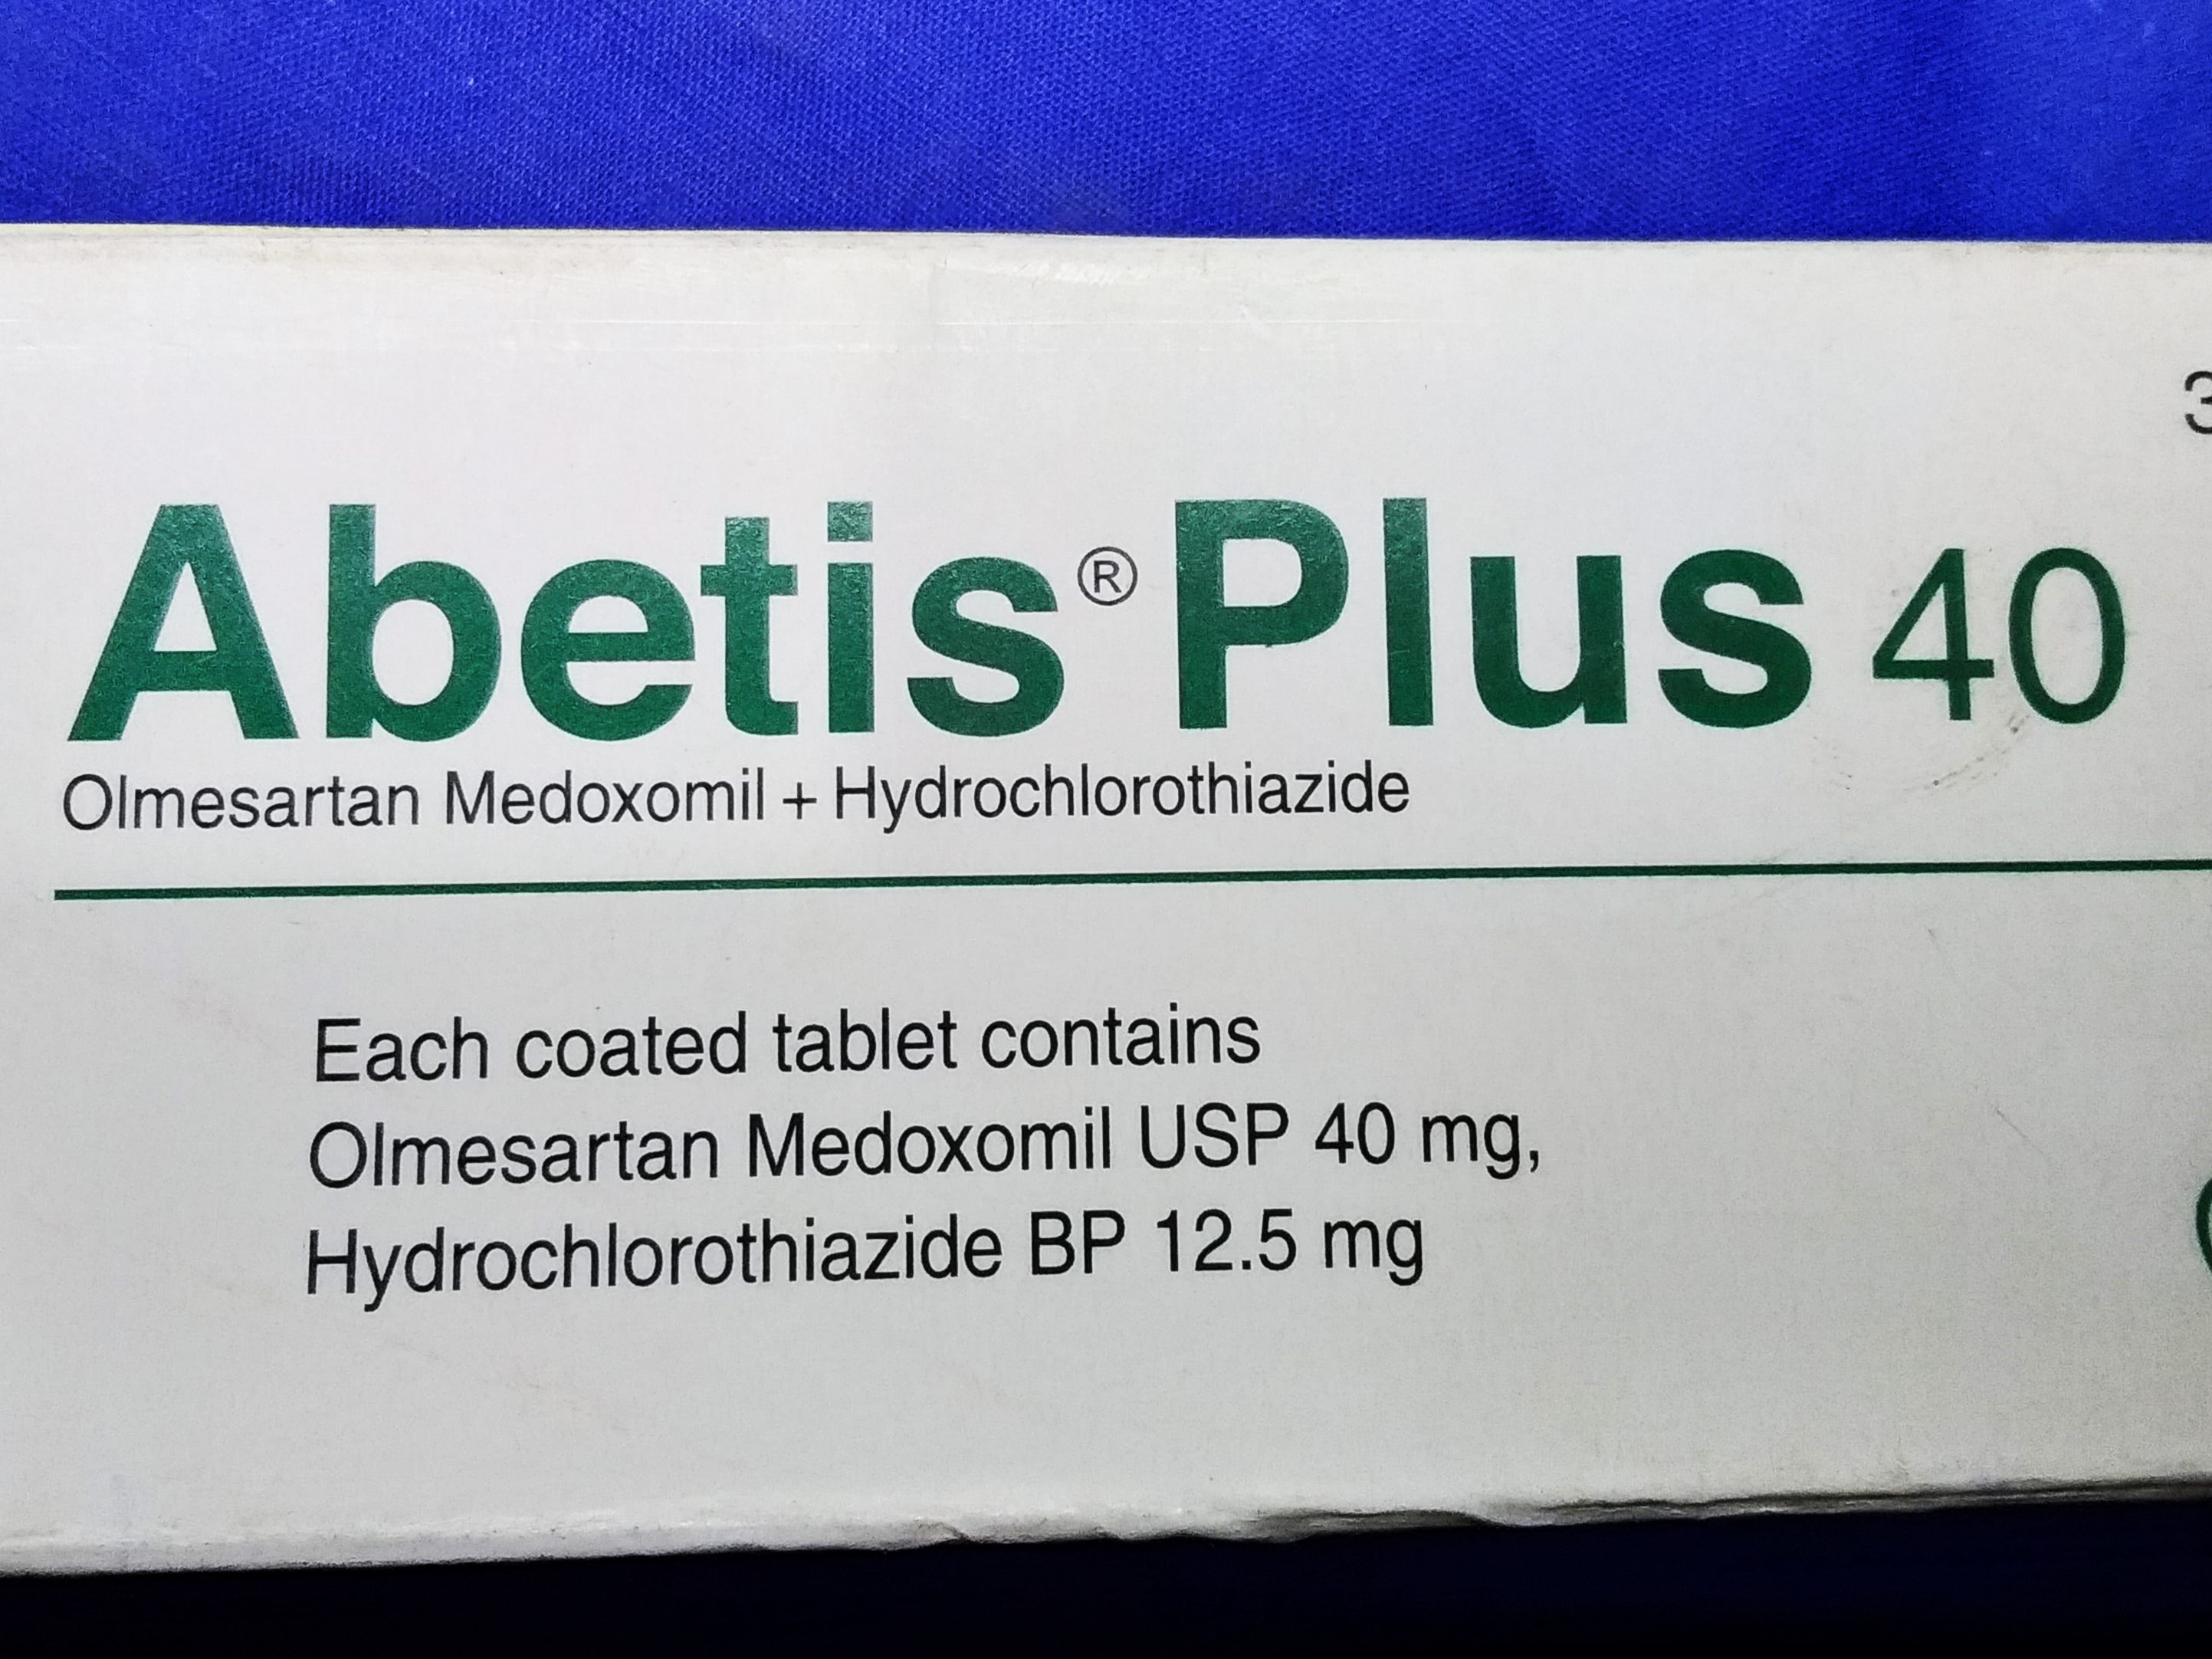 Abetis® Plus 40
Olmesartan Medoxomil + Hydrochlorothiazide
Each coated tablet contains
Olmesartan Medoxomil USP 40 mg,
Hydrochlorothiazide BP 12.5 mg